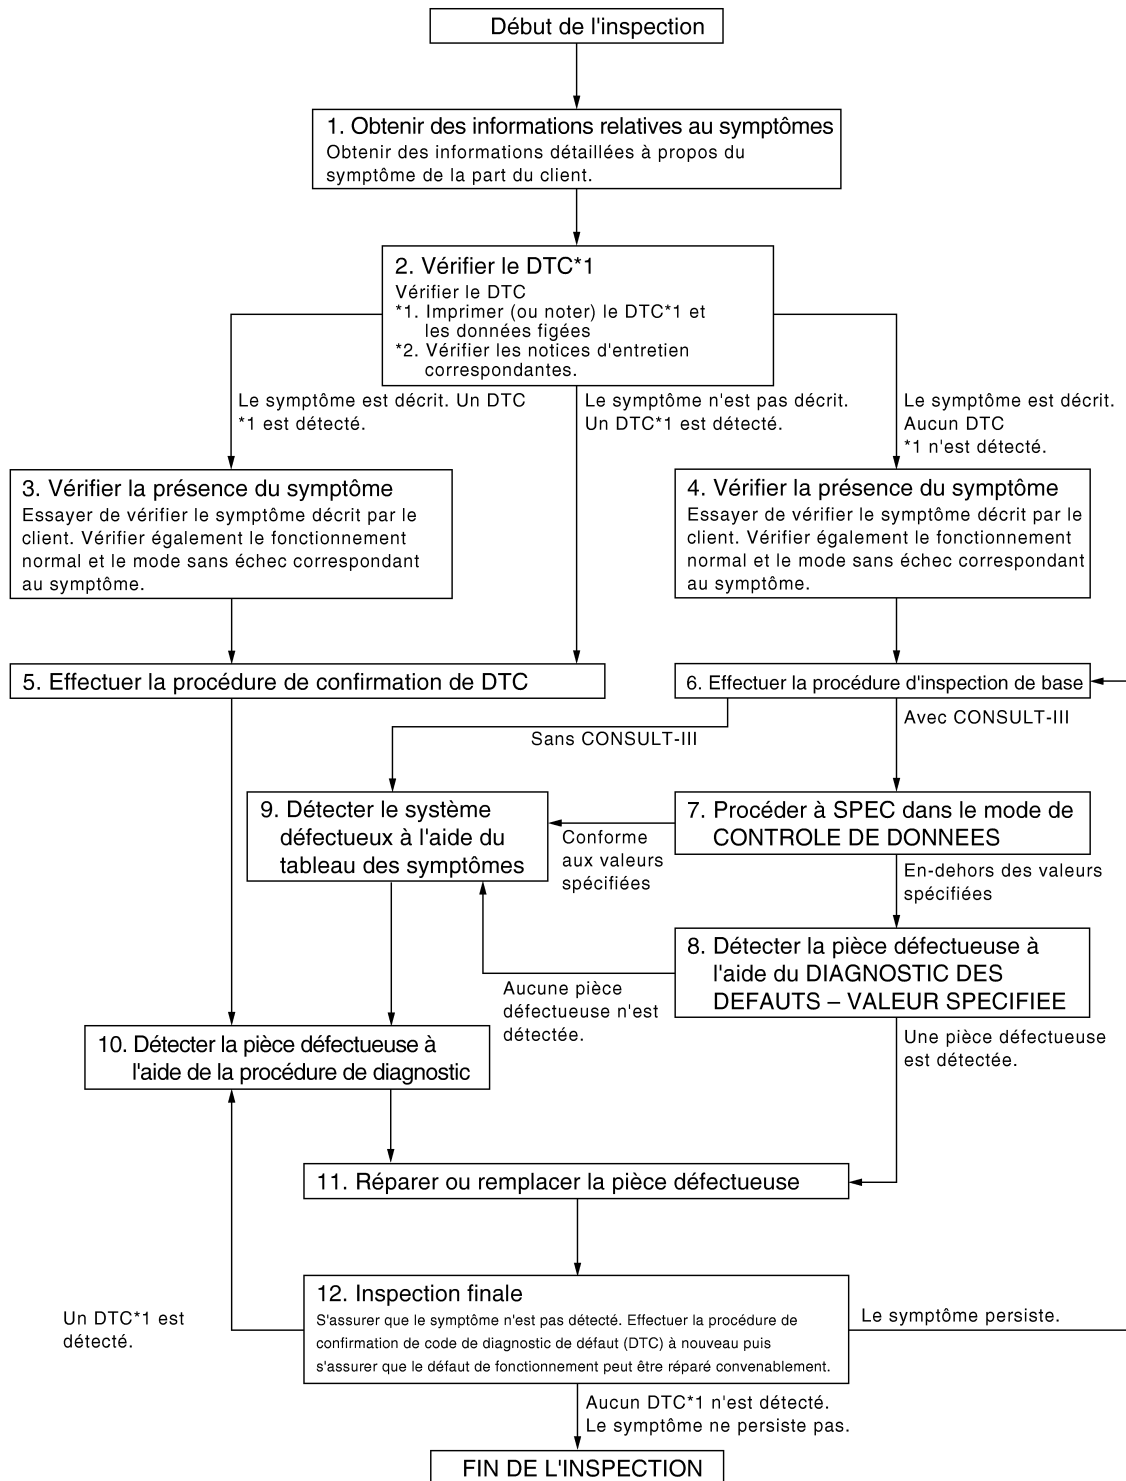 Début de l'inspection
1. Obtenir des informations relatives au symptômes
Obtenir des informations détaillées à propos du
symptôme de la part du client.
2. Vérifier le DTC*1
Vérifier le DTC
*1. Imprimer (ou noter) le DTC*1 et
les données figées
*2. Vérifier les notices d'entretien
correspondantes.
Le symptôme est décrit. Un DTC
*1 est détecté.
Le symptôme n'est pas décrit.
Un DTC*1 est détecté.
Le symptôme est décrit.
Aucun DTC
*1 n'est détecté.
3. Vérifier la présence du symptôme
Essayer de vérifier le symptôme décrit par le
client. Vérifier également le fonctionnement
normal et le mode sans échec correspondant
au symptôme.
4. Vérifier la présence du symptôme
Essayer de vérifier le symptôme décrit par le
client. Vérifier également le fonctionnement
normal et le mode sans échec correspondant
au symptôme.
5. Effectuer la procédure de confirmation de DTC
6. Effectuer la procédure d'inspection de base
Sans CONSULT-III
Avec CONSULT-III
9. Détecter le système
défectueux à l'aide du
tableau des symptômes
Conforme
aux valeurs
spécifiées
7. Procéder à SPEC dans le mode de
CONTROLE DE DONNEES
En-dehors des valeurs
spécifiées
8. Détecter la pièce défectueuse à
l'aide du DIAGNOSTIC DES
DEFAUTS – VALEUR SPECIFIEE
Aucune pièce
défectueuse n'est
détectée.
Une pièce défectueuse
est détectée.
10. Détecter la pièce défectueuse à
l'aide de la procédure de diagnostic
11. Réparer ou remplacer la pièce défectueuse
12. Inspection finale
S'assurer que le symptôme n'est pas détecté. Effectuer la procédure de
confirmation de code de diagnostic de défaut (DTC) à nouveau puis
s'assurer que le défaut de fonctionnement peut être réparé convenablement.
Un DTC*1 est
détecté.
Le symptôme persiste.
Aucun DTC*1 n'est détecté.
Le symptôme ne persiste pas.
FIN DE L'INSPECTION